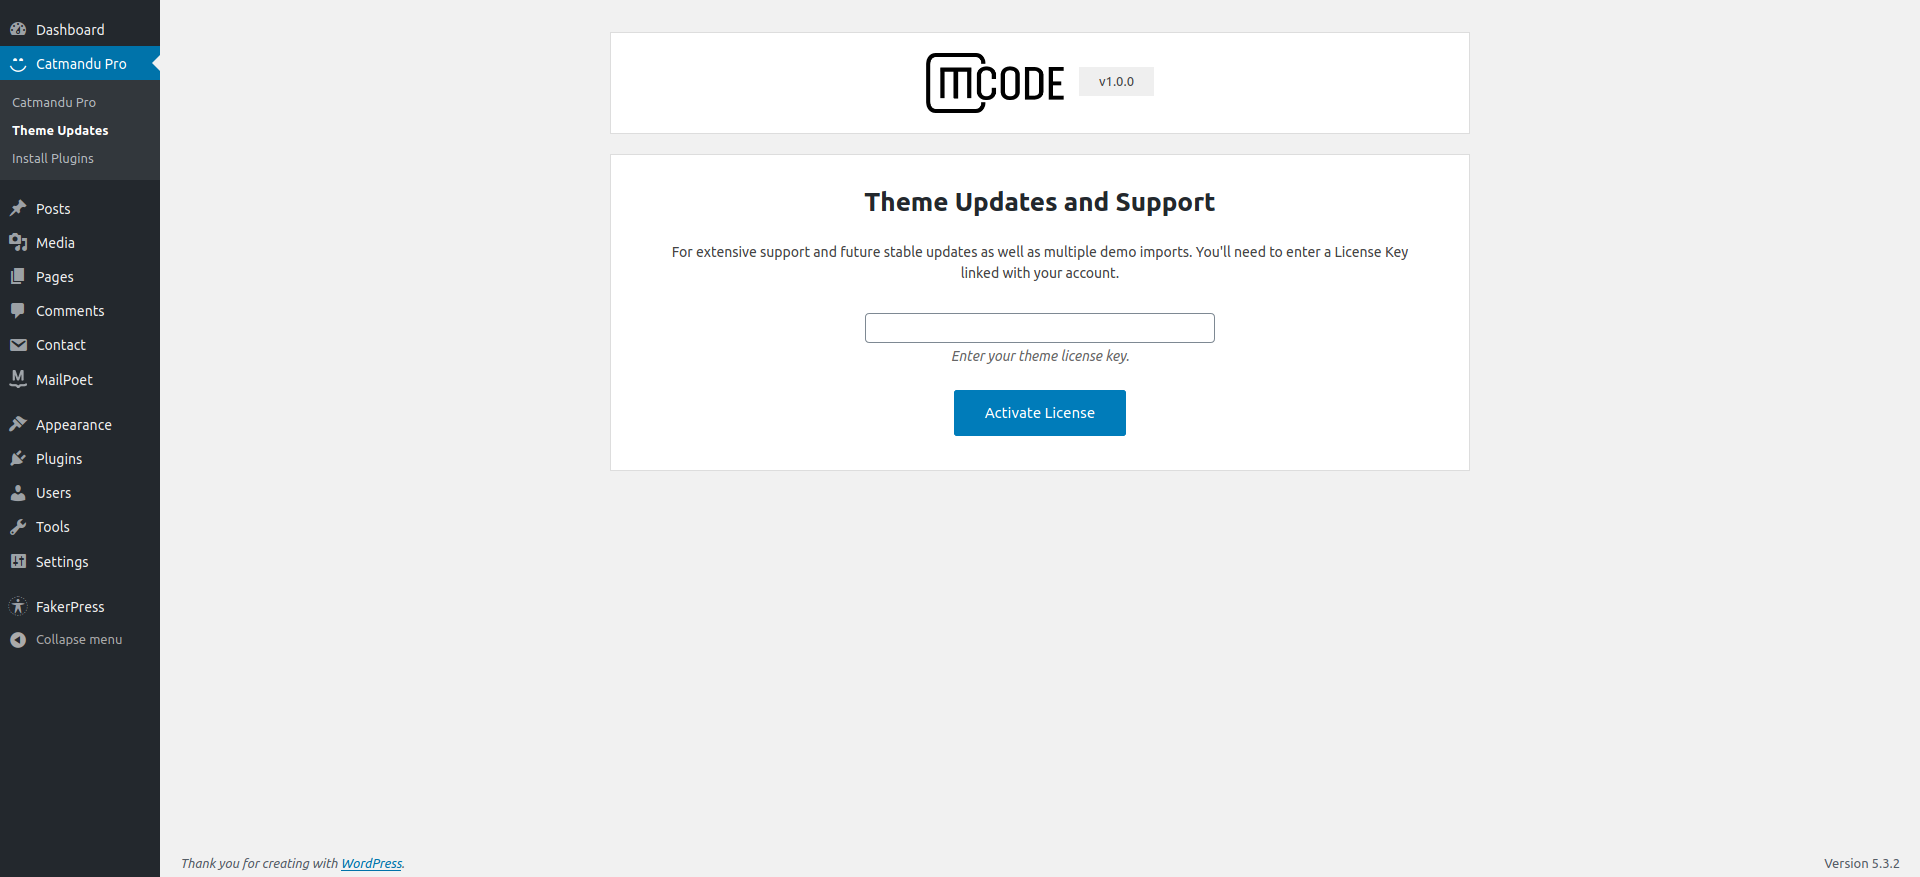 Dashboard
Catmandu Pro
Catmandu Pro
Theme Updates
Install Plugins
Posts
Media
Pages
Comments
Contact
MailPoet
Appearance
Plugins
Users
Tools
Settings
FakerPress
Collapse menu
mCODE
v1.0.0
Theme Updates and Support
For extensive support and future stable updates as well as multiple demo imports. You'll need to enter a License Key
linked with your account.
Enter your theme license key.
Activate License
Thank you for creating with WordPress.
Version 5.3.2